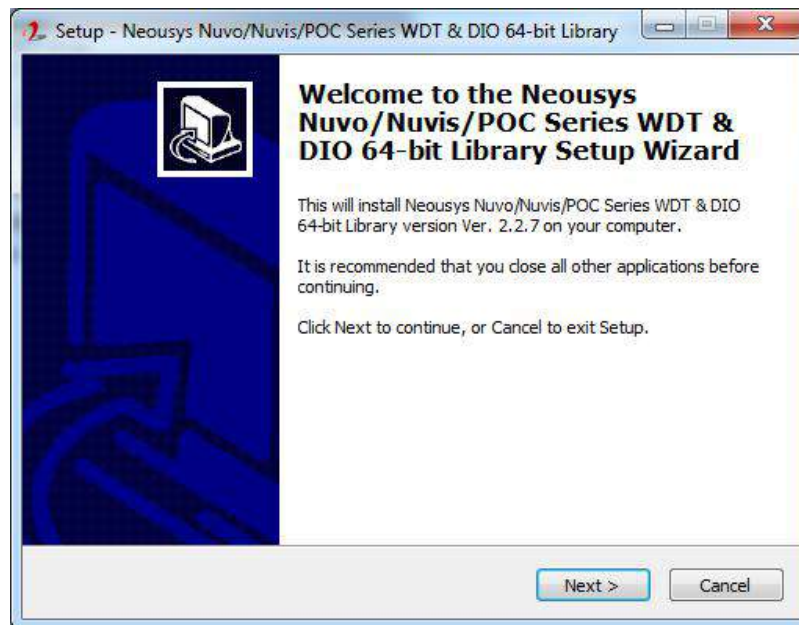 Setup - Neousys Nuvo/Nuvis/POC Series WDT & DIO 64-bit Library
Welcome to the Neousys
Nuvo/Nuvis/POC Series WDT &
DIO 64-bit Library Setup Wizard
This will install Neousys Nuvo/Nuvis/POC Series WDT & DIO
64-bit Library version Ver. 2.2.7 on your computer.
It is recommended that you close all other applications before
continuing.
Click Next to continue, or Cancel to exit Setup.
Next >
Cancel